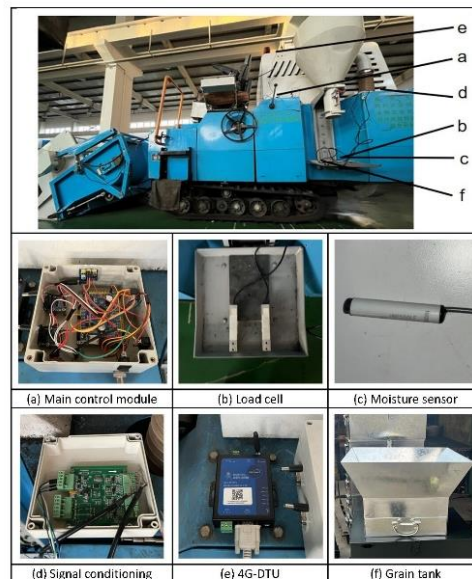 e
a
d
b
c
f
(a) Main control module
(b) Load cell
(c) Moisture sensor
(d) Signal conditioning
(e) 4G-DTU
(f) Grain tank